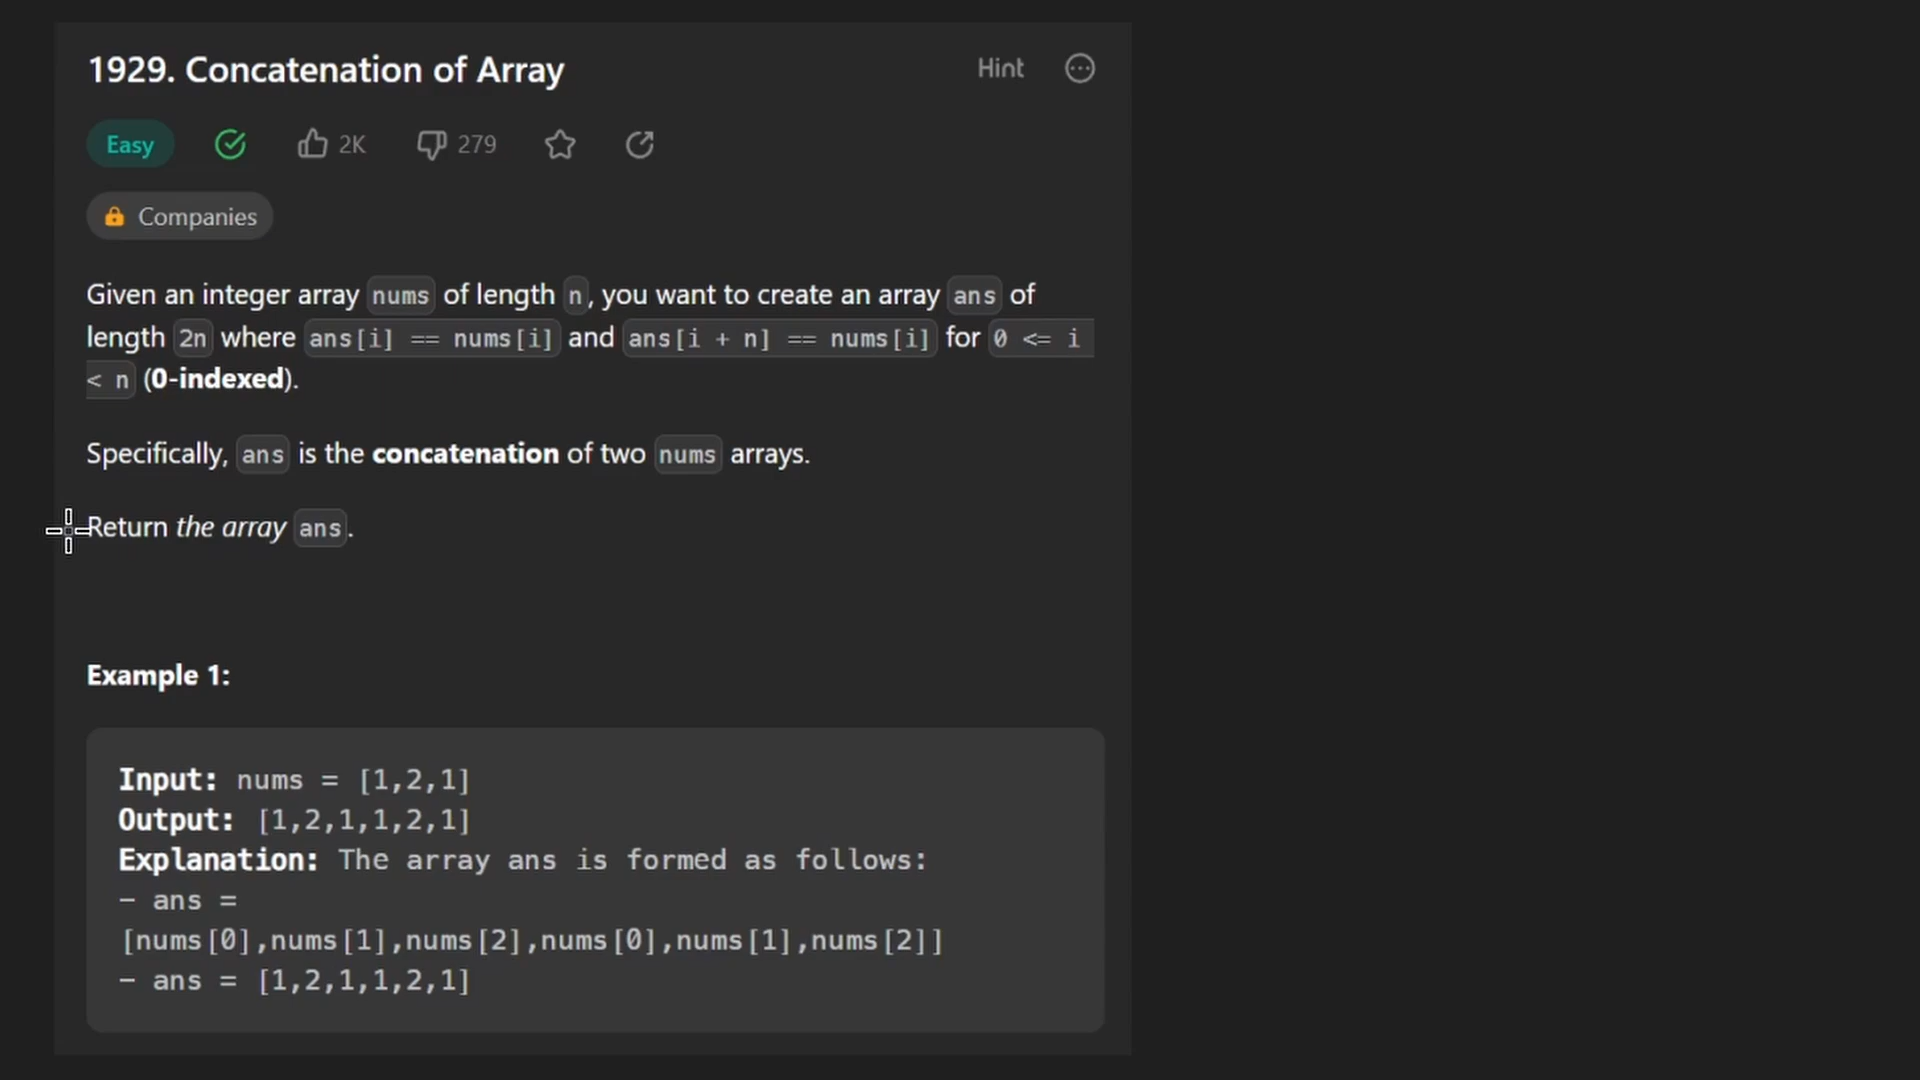 1929. Concatenation of Array
Hint
Easy
2K
279
Companies
Given an integer array nums of length n, you want to create an array ans of
length 2n where ans[i] == nums[i] and ans[i + n] == nums[i] for 0 <= i
< n (0-indexed).
Specifically, ans is the concatenation of two nums arrays.
Return the array ans.
Example 1:
Input: nums = [1,2,1]
Output: [1,2,1,1,2,1]
Explanation: The array ans is formed as follows:
- ans =
[nums[0],nums[1],nums[2],nums[0],nums[1],nums[2]]
- ans = [1,2,1,1,2,1]